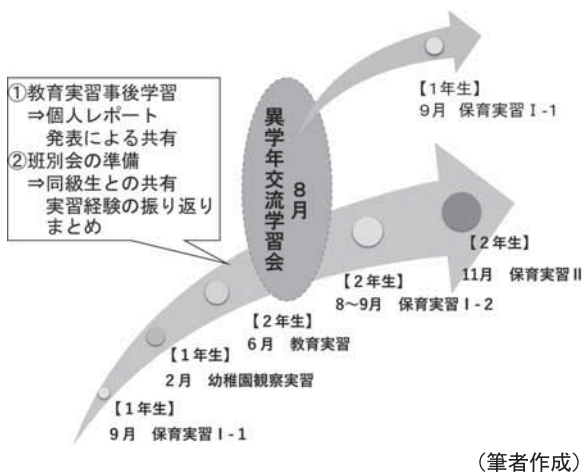 【1年生】
9月 保育実習Ⅰ-1
①教育実習事後学習
⇒個人レポート
発表による共有
②班別会の準備
⇒同級生との共有
実習経験の振り返り
まとめ
異学年交流学習会
8月
【2年生】
11月 保育実習Ⅱ
【2年生】
8～9月 保育実習Ⅰ-2
【2年生】
6月 教育実習
【1年生】
2月 幼稚園観察実習
【1年生】
9月 保育実習Ⅰ-1
（筆者作成）